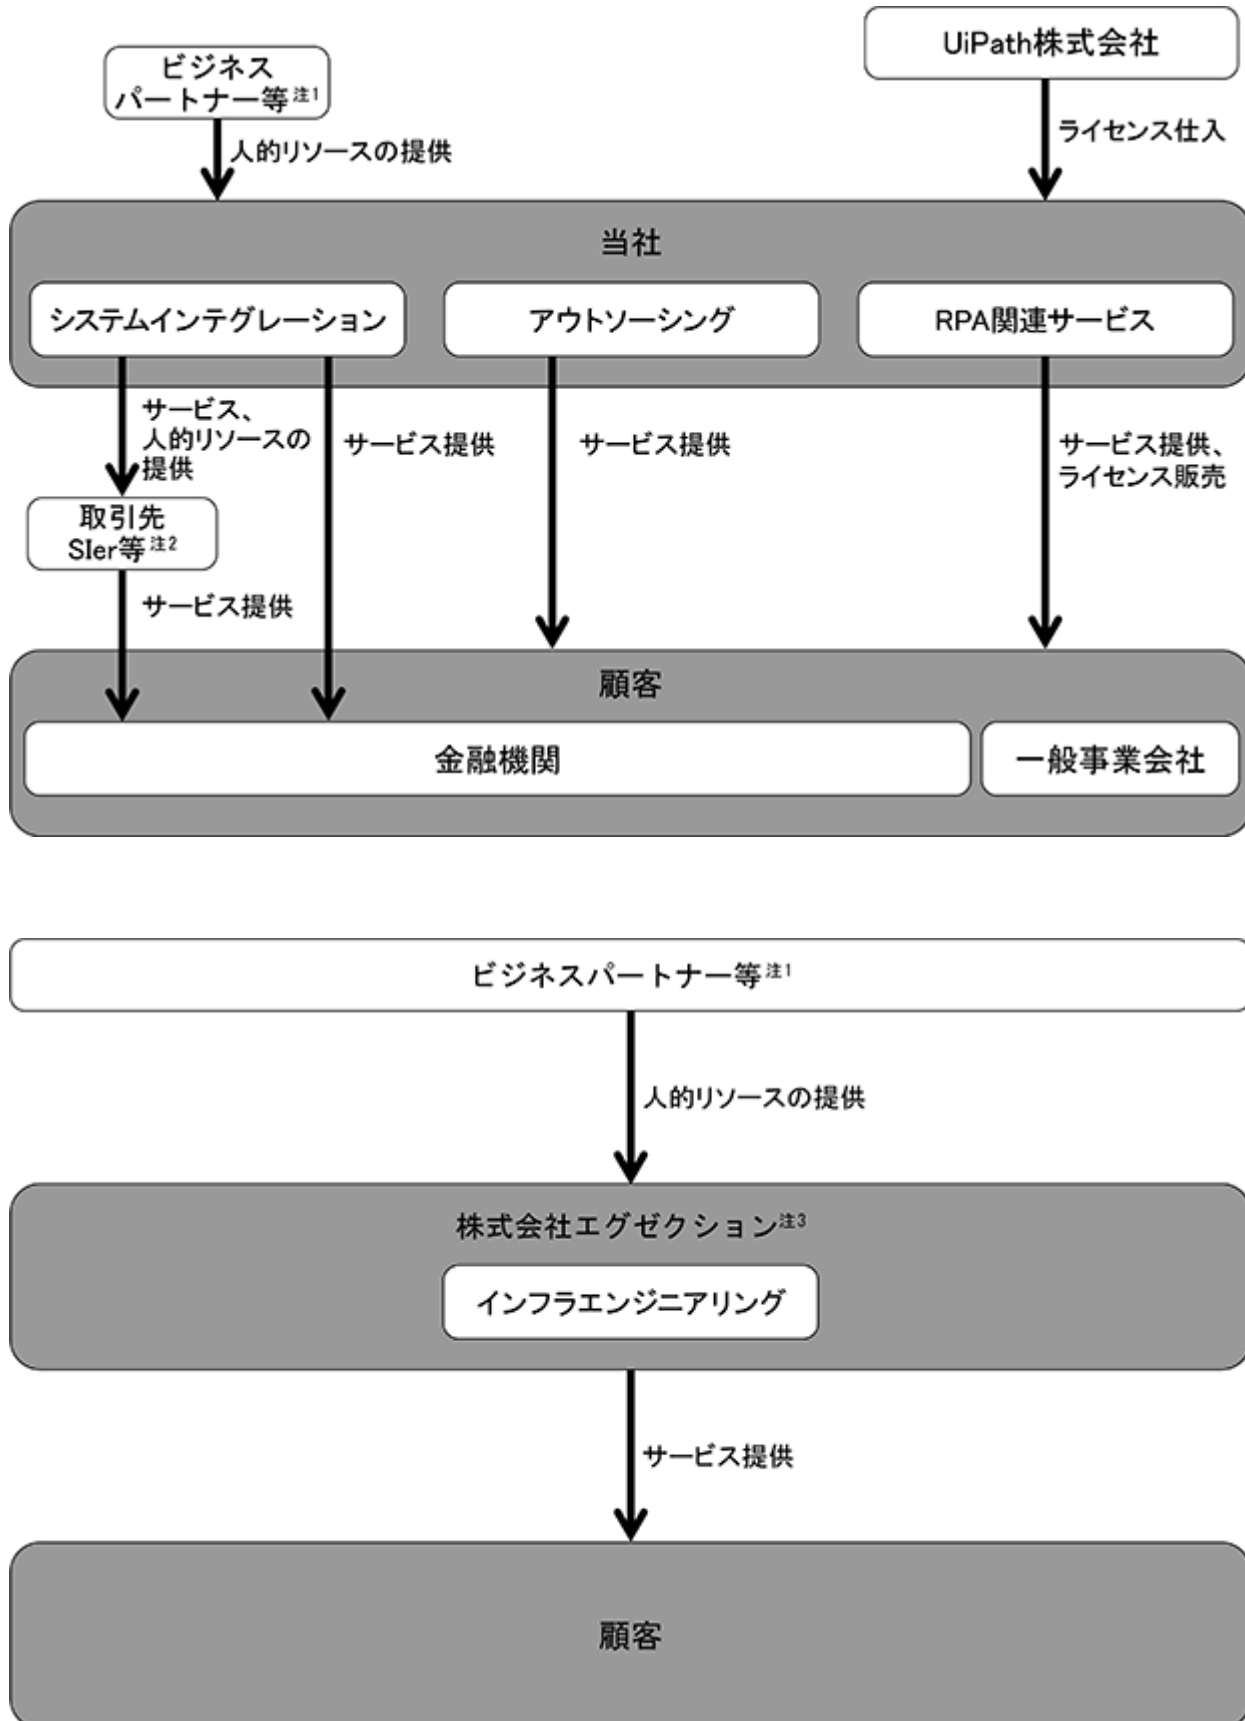 UiPath株式会社
ビジネス
パートナー等注1
ライセンス仕入
人的リソースの提供
当社
システムインテグレーション
アウトソーシング
RPA関連サービス
サービス、
人的リソースの
提供
サービス提供
サービス提供
サービス提供、
ライセンス販売
取引先
SIer等注2
サービス提供
顧客
金融機関
一般事業会社
ビジネスパートナー等注1
人的リソースの提供
株式会社エグゼクション注3
インフラエンジニアリング
サービス提供
顧客